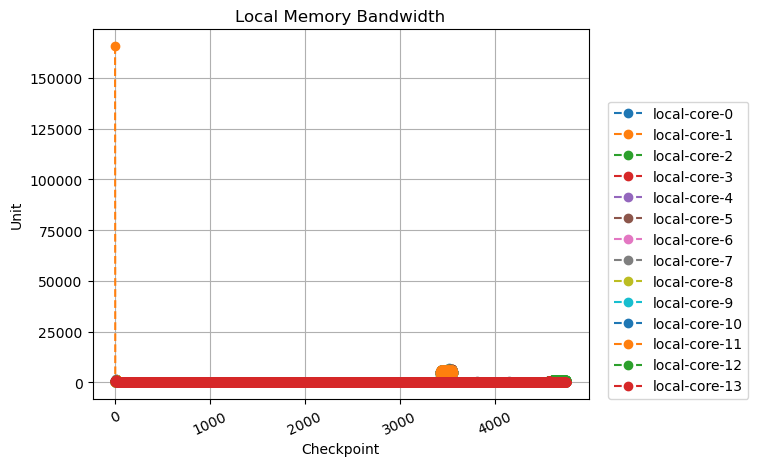 Local Memory Bandwidth
Unit
150000
125000
100000
75000
50000
25000
0
0
1000
2000
3000
4000
Checkpoint
local-core-0
local-core-1
local-core-2
local-core-3
local-core-4
local-core-5
local-core-6
local-core-7
local-core-8
local-core-9
local-core-10
local-core-11
local-core-12
local-core-13